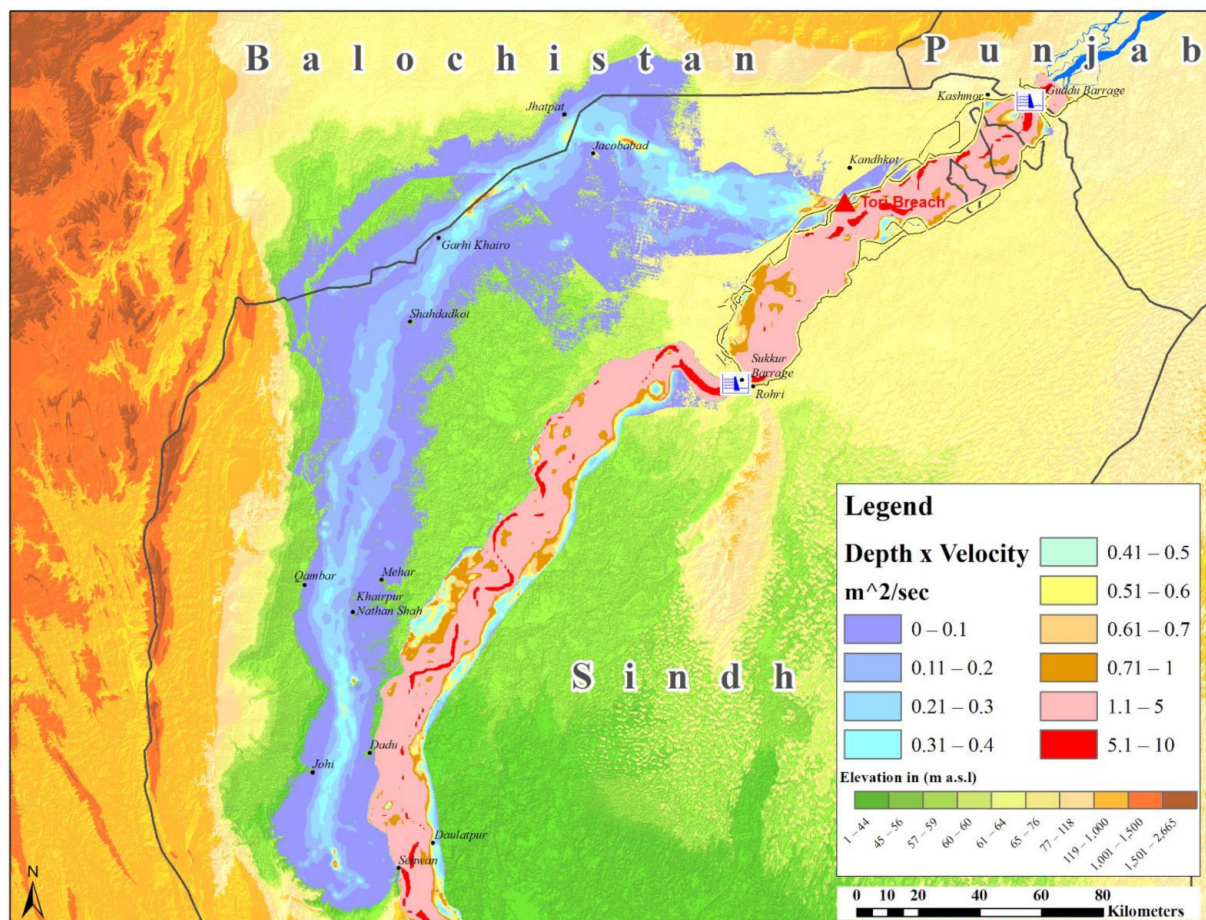 Balochistan
Punjab
Kashmor
Guddu Barrage
Jhatpat
Jacobabad
Kandhkot
Tori Breach
Garhi Khairo
Shahdadkot
Sukkur
Barrage
Rohri
Qambar
Mehar
Khairpur
Nathan Shah
Sindh
Dadu
Johi
Daulatpur
Sehwan
N
Legend
Depth x Velocity
m^2/sec
0 – 0.1
0.11 – 0.2
0.21 – 0.3
0.31 – 0.4
0.41 – 0.5
0.51 – 0.6
0.61 – 0.7
0.71 – 1
1.1 – 5
5.1 – 10
Elevation in (m a.s.l)
1–44
45–56
57–59
60–60
61–64
65–76
77–118
119–1,000
1,001–1,500
1,501–2,665
0 10 20 40 60 80
Kilometers